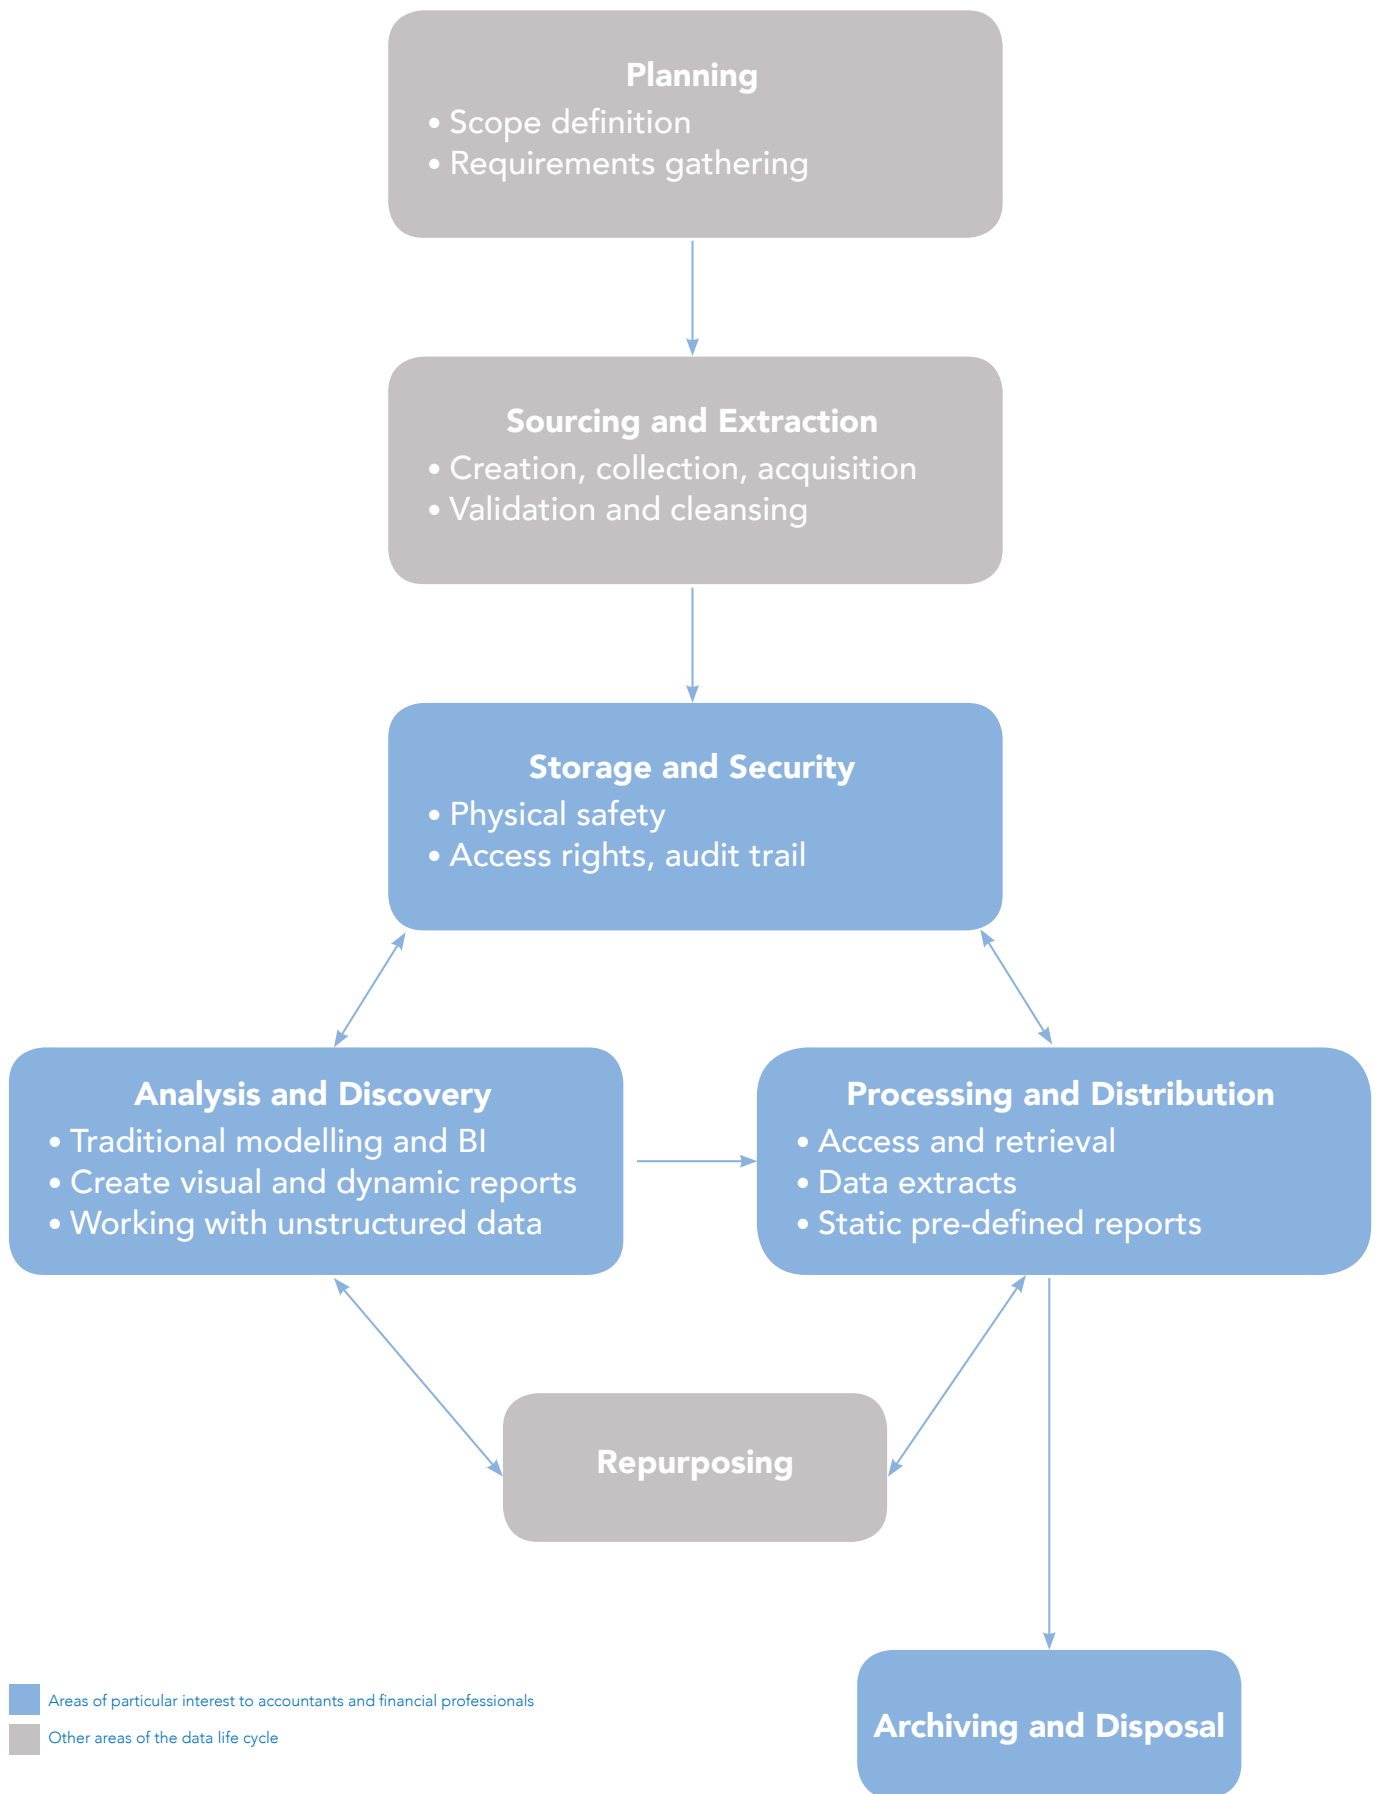 Planning
• Scope definition
• Requirements gathering
Sourcing and Extraction
• Creation, collection, acquisition
• Validation and cleansing
Storage and Security
• Physical safety
• Access rights, audit trail
Analysis and Discovery
• Traditional modelling and BI
• Create visual and dynamic reports
• Working with unstructured data
Processing and Distribution
• Access and retrieval
• Data extracts
• Static pre-defined reports
Repurposing
Archiving and Disposal
Areas of particular interest to accountants and financial professionals
Other areas of the data life cycle